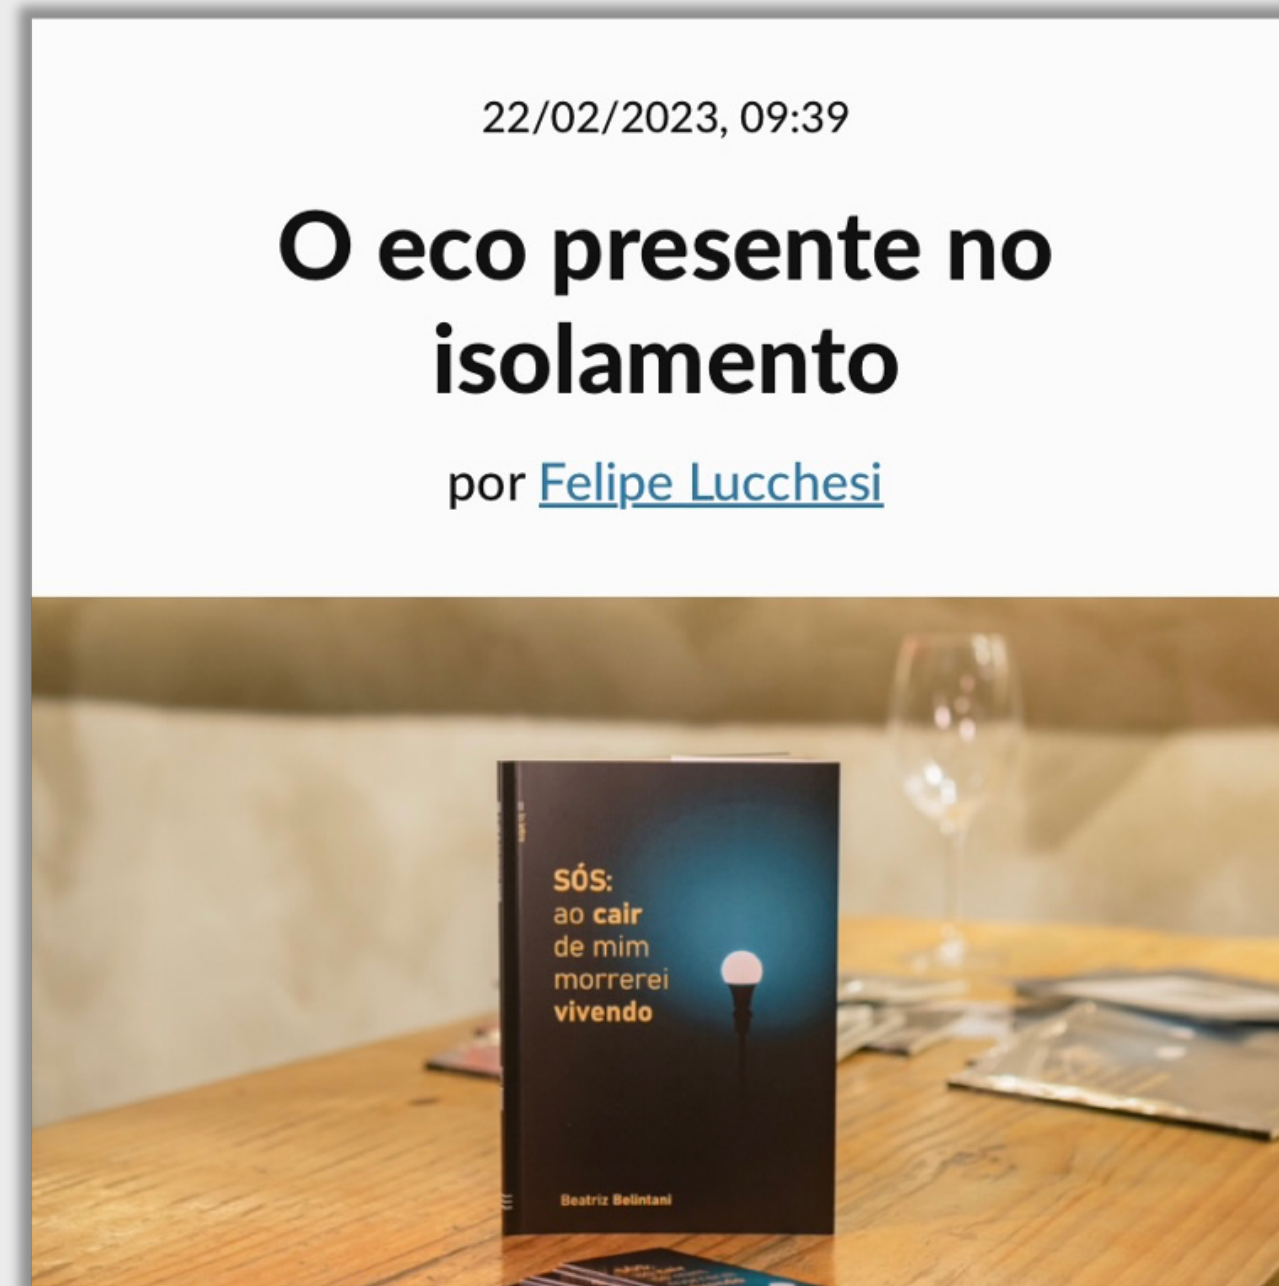 22/02/2023, 09:39
O eco presente no
isolamento
por Felipe Lucchesi
SÓS:
ao cair
de mim
morrerei
vivendo
Beatriz Belintani